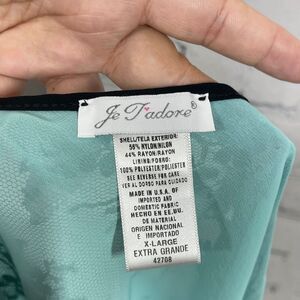 Je T'adore®
SHELL/TELA EXTERIOR:
56% NYLON/NILON
44% RAYON/RAYON
LINING/FORRO:
100% POLYESTER/POLIESTER
SEE REVERSE FOR CARE
VER AL DORSO PARA CUIDADO
MADE IN U.S.A. OF
IMPORTED AND
DOMESTIC FABRIC
HECHO EN EE.UU.
DE MATERIAL
ORIGEN NACIONAL
E IMPORTADO
X-LARGE
EXTRA GRANDE
42708